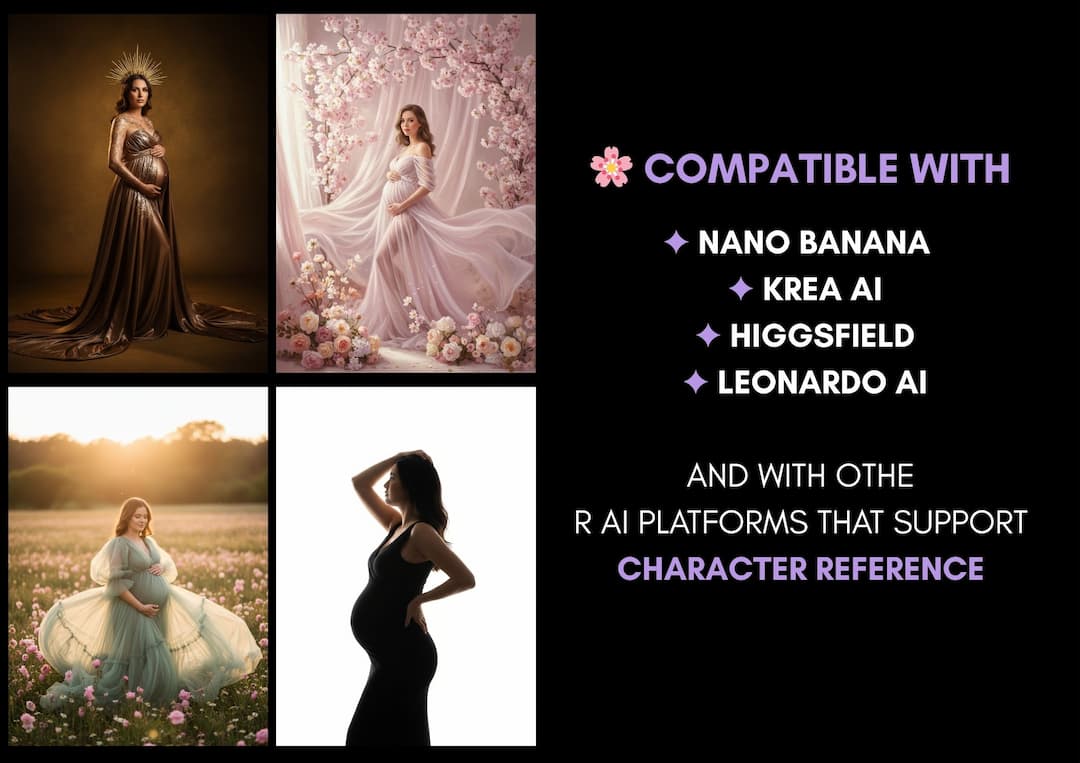 🌸 COMPATIBLE WITH
✦ NANO BANANA
✦ KREA AI
✦ HIGGSFIELD
✦ LEONARDO AI
AND WITH OTHE
R AI PLATFORMS THAT SUPPORT
CHARACTER REFERENCE